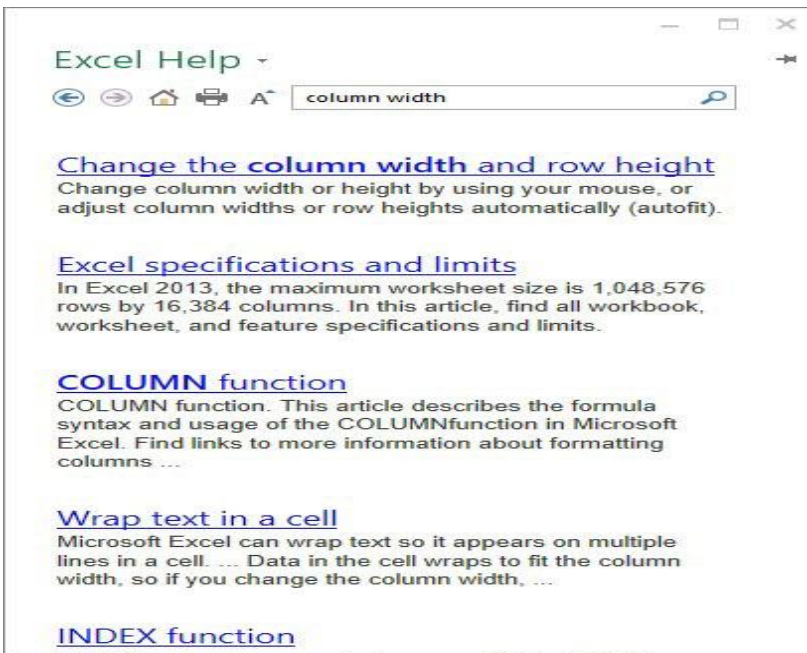 Excel Help
A
column width
Change the column width and row height
Change column width or height by using your mouse, or
adjust column widths or row heights automatically (autofit).
Excel specifications and limits
In Excel 2013, the maximum worksheet size is 1,048,576
rows by 16,384 columns. In this article, find all workbook,
worksheet, and feature specifications and limits.
COLUMN function
COLUMN function. This article describes the formula
syntax and usage of the COLUMNfunction in Microsoft
Excel. Find links to more information about formatting
columns ...
Wrap text in a cell
Microsoft Excel can wrap text so it appears on multiple
lines in a cell. ... Data in the cell wraps to fit the column
width, so if you change the column width, ...
INDEX function